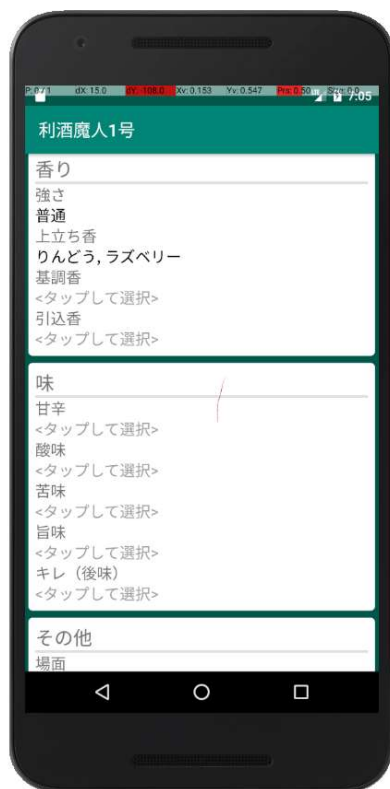 P: 0 / 1 dX: 15.0 dY: -108.0 Xv: 0.153 Yv: 0.547 Prs: 0.50 Size: 0.0
7:05
利酒魔人1号
香り
強さ
普通
上立ち香
りんどう, ラズベリー
基調香
<タップして選択>
引込香
<タップして選択>
味
甘辛
<タップして選択>
酸味
<タップして選択>
苦味
<タップして選択>
旨味
<タップして選択>
キレ（後味）
<タップして選択>
その他
場面